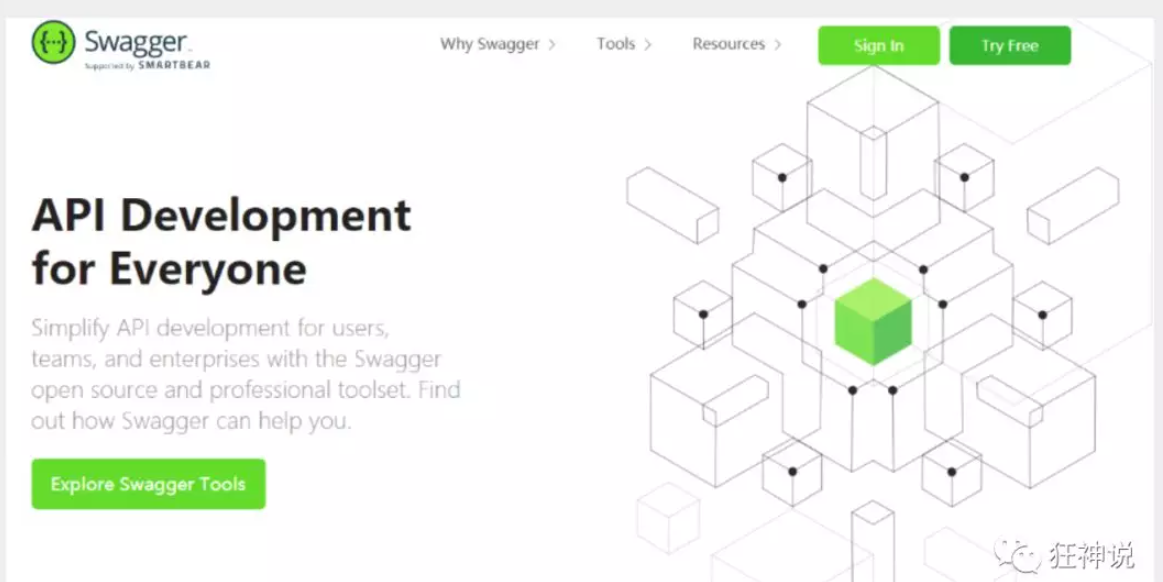 {···} Swagger™
Supported by SMARTBEAR
Why Swagger
Tools
Resources
Sign In
Try Free
API Development
for Everyone
Simplify API development for users,
teams, and enterprises with the Swagger
open source and professional toolset. Find
out how Swagger can help you.
Explore Swagger Tools
狂神说